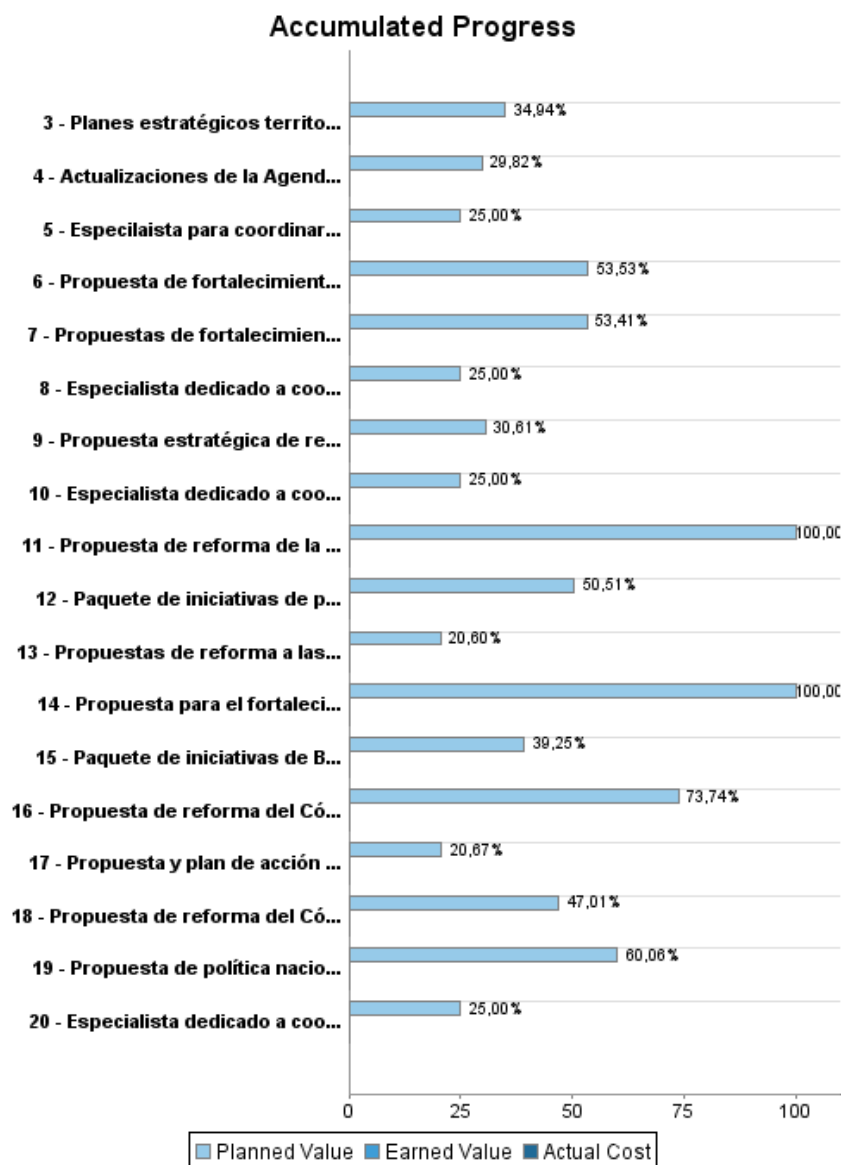 Accumulated Progress
3 - Planes estratégicos territo... 34,94%
4 - Actualizaciones de la Agend... 29,82%
5 - Especilaista para coordinar... 25,00%
6 - Propuesta de fortalecimient... 53,53%
7 - Propuestas de fortalecimien... 53,41%
8 - Especialista dedicado a coo... 25,00%
9 - Propuesta estratégica de re... 30,61%
10 - Especialista dedicado a coo... 25,00%
11 - Propuesta de reforma de la ... 100,00
12 - Paquete de iniciativas de p... 50,51%
13 - Propuestas de reforma a las... 20,60%
14 - Propuesta para el fortaleci... 100,00
15 - Paquete de iniciativas de B... 39,25%
16 - Propuesta de reforma del Có... 73,74%
17 - Propuesta y plan de acción ... 20,67%
18 - Propuesta de reforma del Có... 47,01%
19 - Propuesta de política nacio... 60,06%
20 - Especialista dedicado a coo... 25,00%
0 25 50 75 100
Planned Value Earned Value Actual Cost